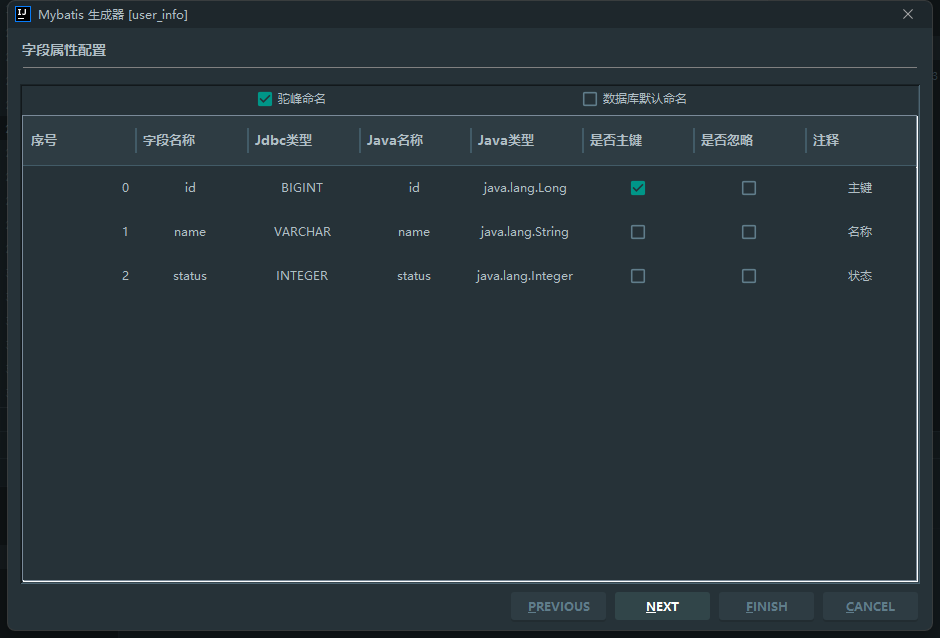 Mybatis 生成器 [user_info]
字段属性配置
驼峰命名 数据库默认命名
序号 字段名称 Jdbc类型 Java名称 Java类型 是否主键 是否忽略 注释
0 id BIGINT id java.lang.Long 主键
1 name VARCHAR name java.lang.String 名称
2 status INTEGER status java.lang.Integer 状态
PREVIOUS NEXT FINISH CANCEL